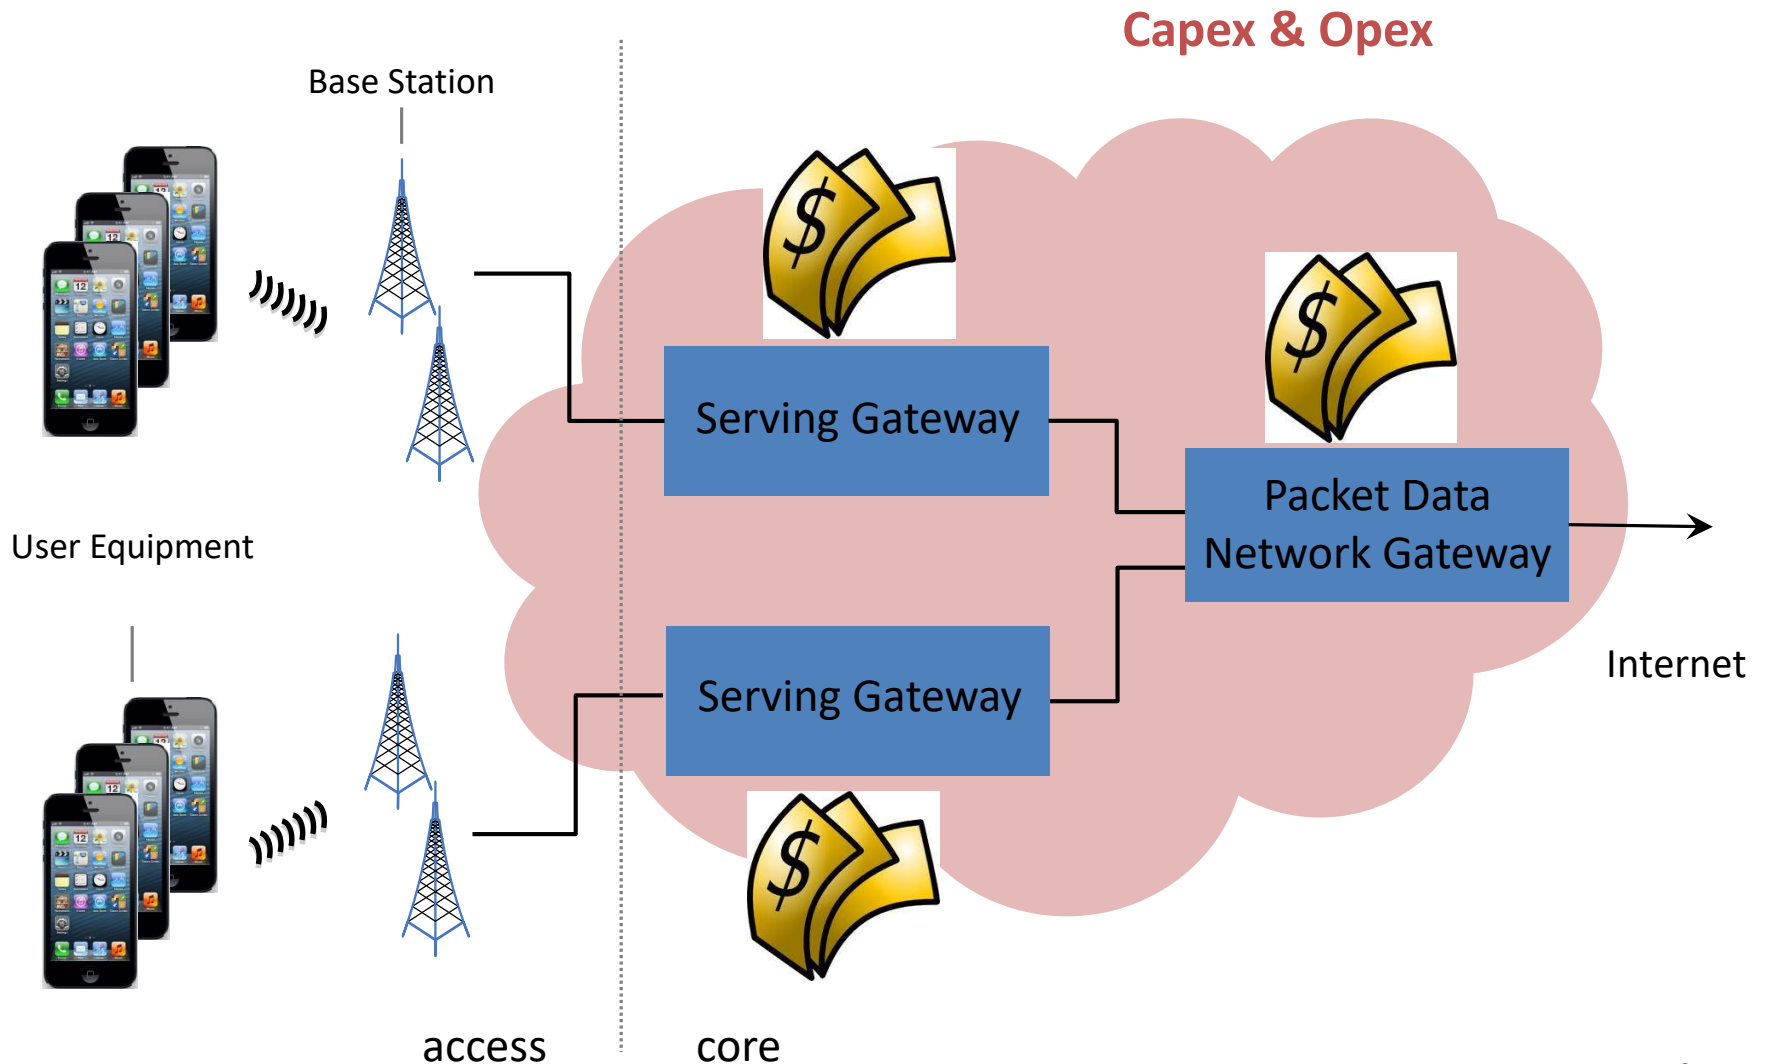 Capex & Opex
Base Station
$
$
Serving Gateway
Packet Data
Network Gateway
User Equipment
Internet
Serving Gateway
$
access
core